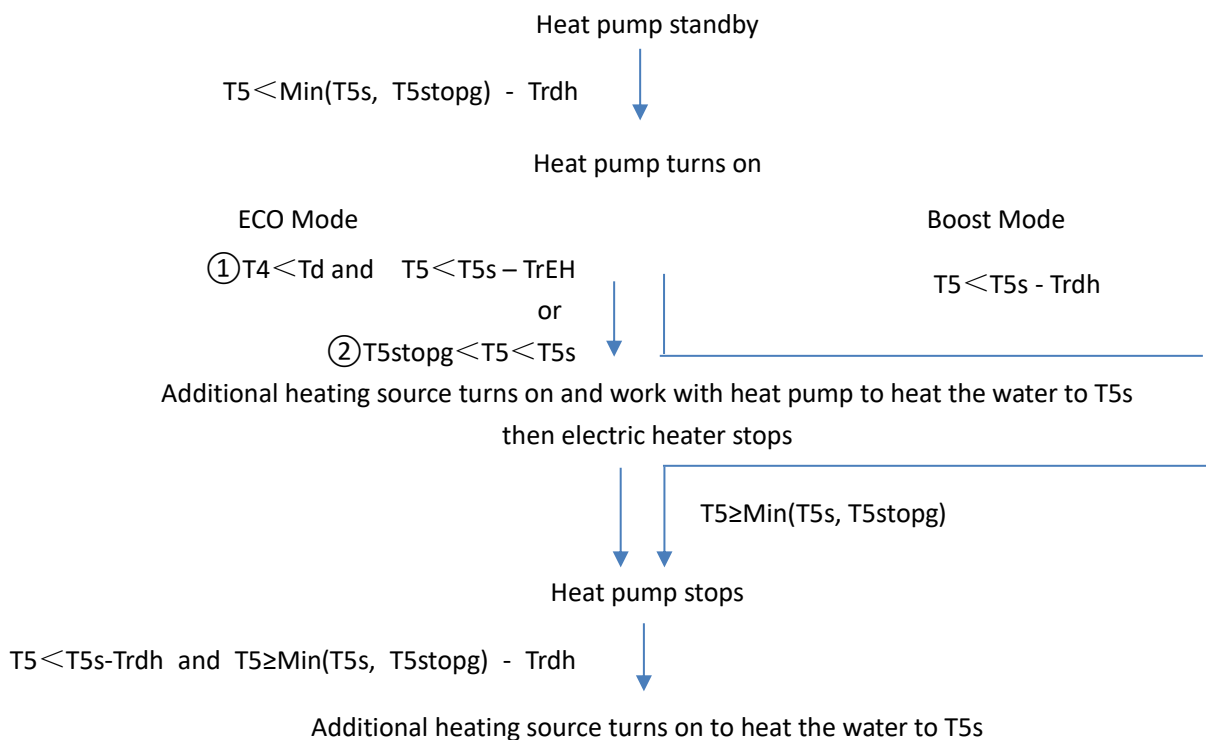 Heat pump standby
T5＜Min(T5s, T5stopg) - Trdh
Heat pump turns on
ECO Mode
Boost Mode
①T4＜Td and T5＜T5s – TrEH
T5＜T5s - Trdh
or
②T5stopg＜T5＜T5s
Additional heating source turns on and work with heat pump to heat the water to T5s
then electric heater stops
T5≥Min(T5s, T5stopg)
Heat pump stops
T5＜T5s-Trdh and T5≥Min(T5s, T5stopg) - Trdh
Additional heating source turns on to heat the water to T5s